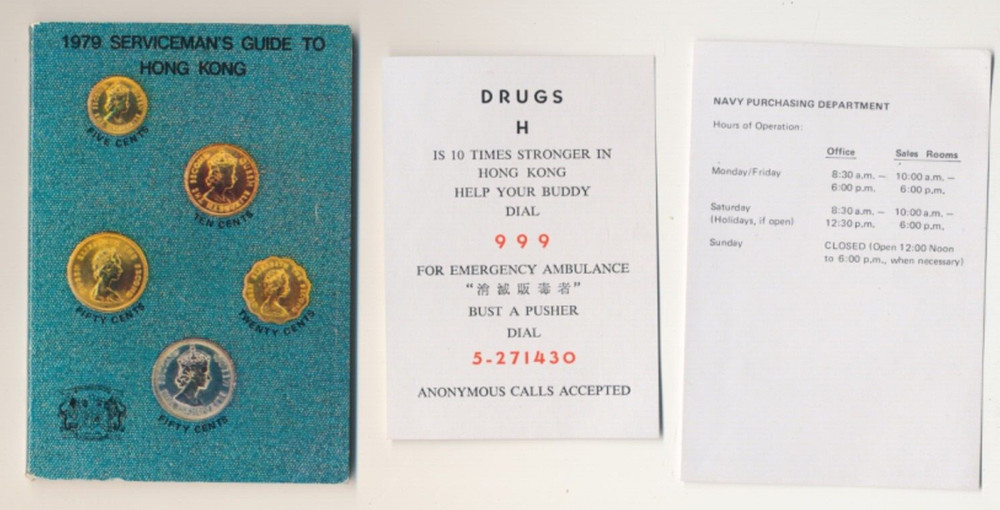 1979 SERVICEMAN'S GUIDE TO
HONG KONG
FIVE CENTS
TEN CENTS
FIFTY CENTS
TWENTY CENTS
FIFTY CENTS
DRUGS
H
IS 10 TIMES STRONGER IN
HONG KONG
HELP YOUR BUDDY
DIAL
999
FOR EMERGENCY AMBULANCE
“消滅販毒者”
BUST A PUSHER
DIAL
5-271430
ANONYMOUS CALLS ACCEPTED
NAVY PURCHASING DEPARTMENT
Hours of Operation:
Office Sales Rooms
Monday/Friday 8:30 a.m. – 10:00 a.m. –
6:00 p.m. 6:00 p.m.
Saturday 8:30 a.m. – 10:00 a.m. –
(Holidays, if open) 12:30 p.m. 6:00 p.m.
Sunday CLOSED (Open 12:00 Noon
to 6:00 p.m., when necessary)